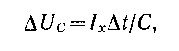 ΔU_C = I_x Δt/C,